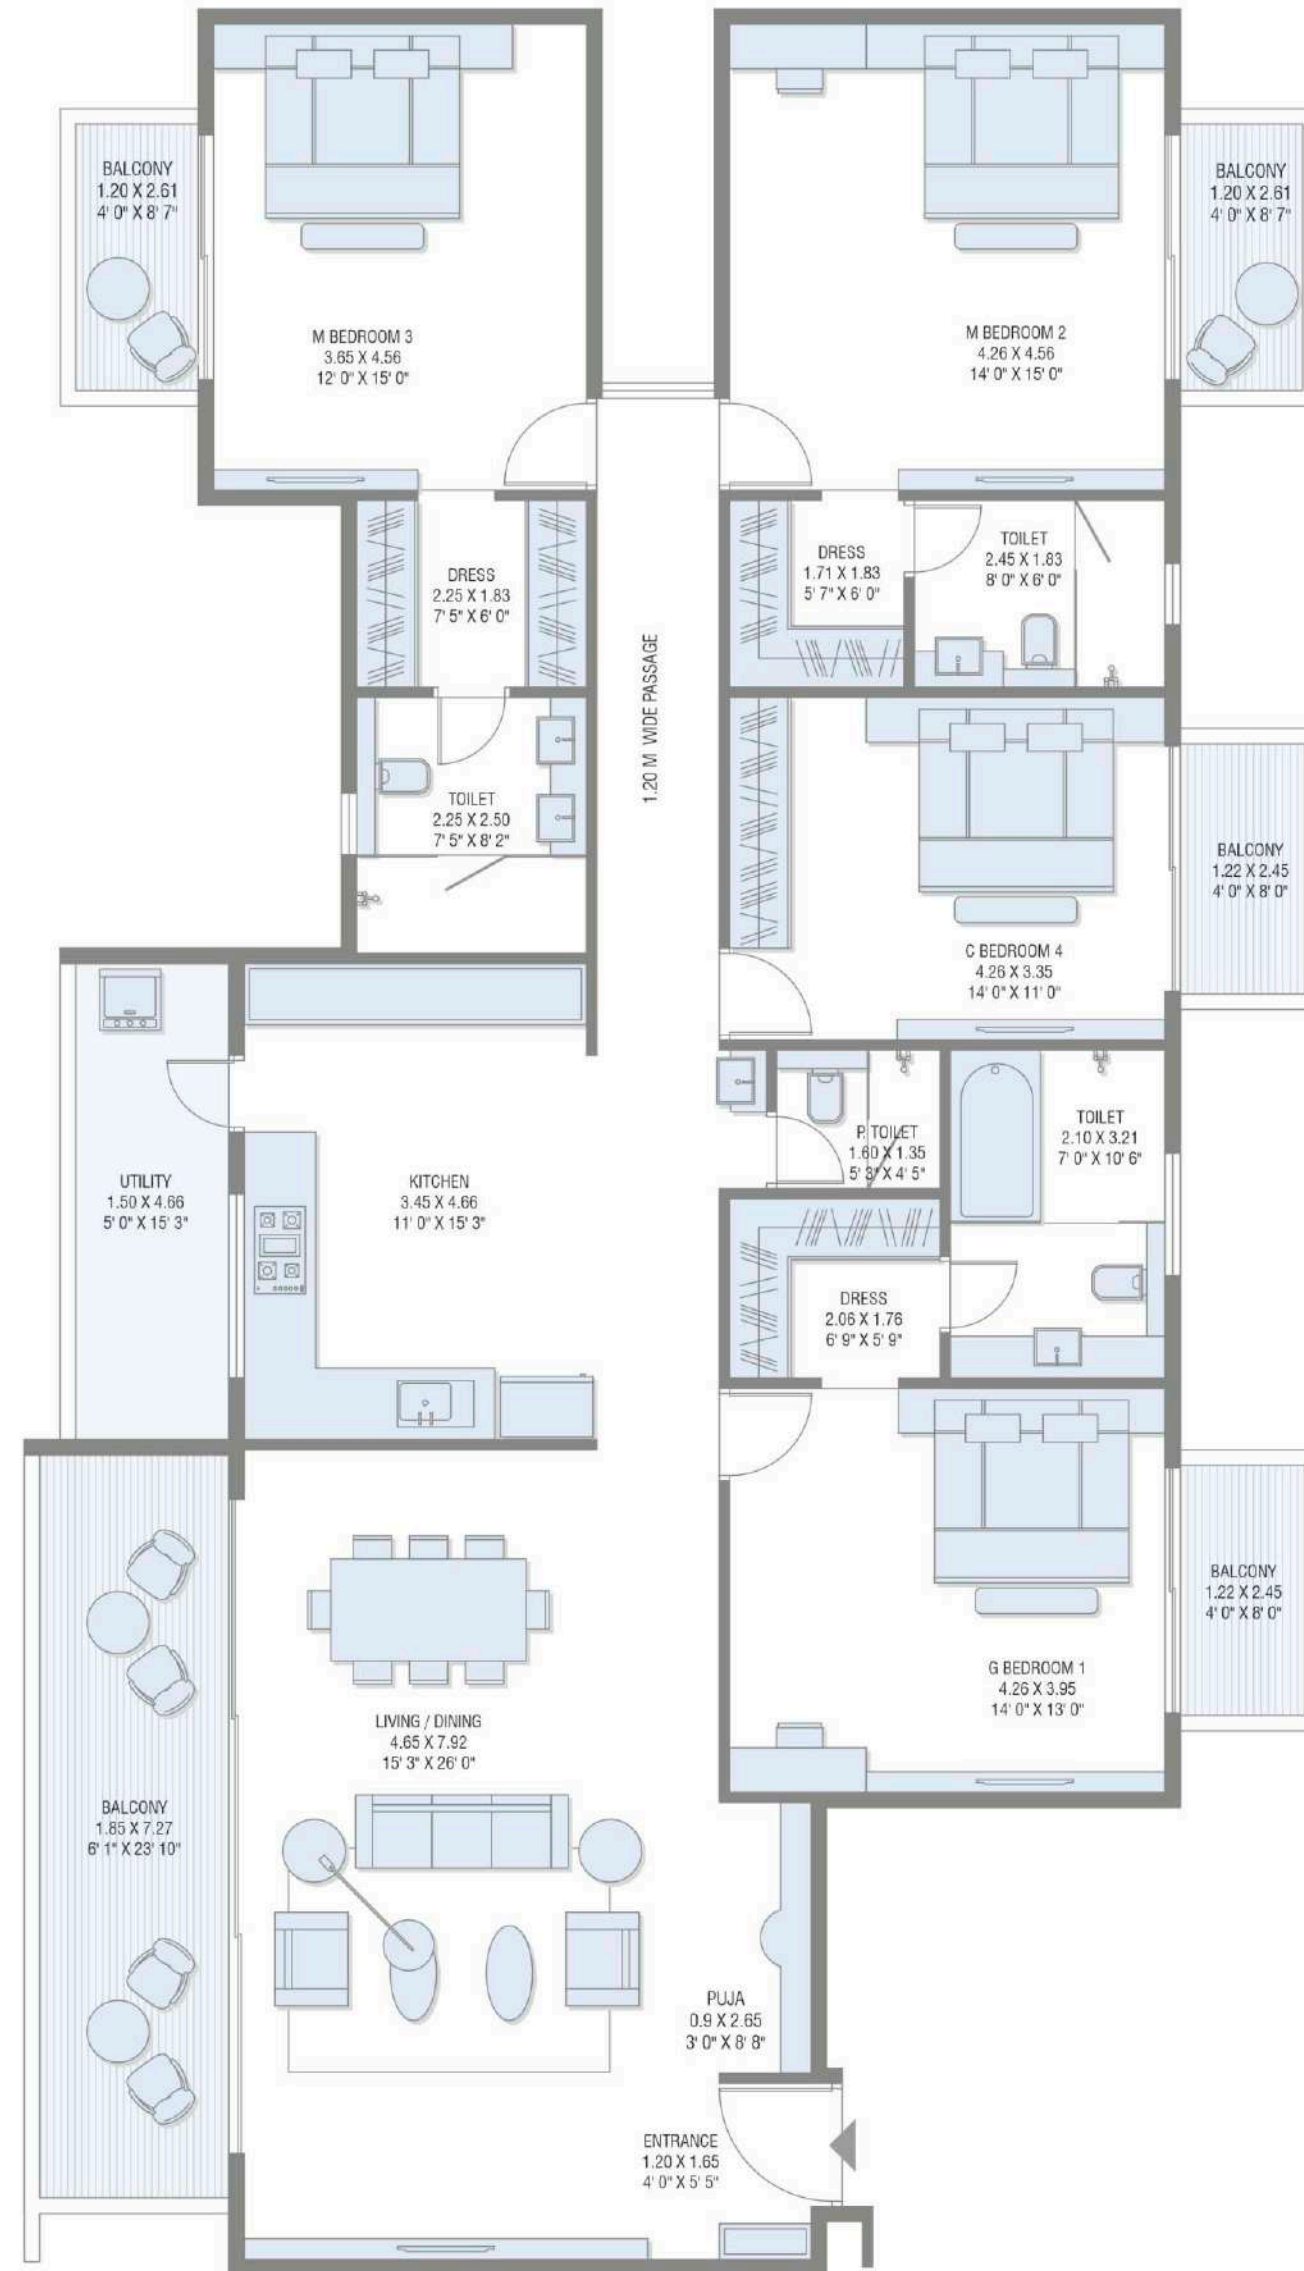 BALCONY
1.20 X 2.61
4' 0" X 8' 7"
M BEDROOM 3
3.65 X 4.56
12' 0" X 15' 0"
M BEDROOM 2
4.26 X 4.56
14' 0" X 15' 0"
BALCONY
1.20 X 2.61
4' 0" X 8' 7"
DRESS
2.25 X 1.83
7' 5" X 6' 0"
DRESS
1.71 X 1.83
5' 7" X 6' 0"
TOILET
2.45 X 1.83
8' 0" X 6' 0"
1.20 M WIDE PASSAGE
TOILET
2.25 X 2.50
7' 5" X 8' 2"
BALCONY
1.22 X 2.45
4' 0" X 8' 0"
C BEDROOM 4
4.26 X 3.35
14' 0" X 11' 0"
UTILITY
1.50 X 4.66
5' 0" X 15' 3"
KITCHEN
3.45 X 4.66
11' 0" X 15' 3"
P. TOILET
1.60 X 1.35
5' 3" X 4' 5"
TOILET
2.10 X 3.21
7' 0" X 10' 6"
DRESS
2.06 X 1.76
6' 9" X 5' 9"
BALCONY
1.22 X 2.45
4' 0" X 8' 0"
G BEDROOM 1
4.26 X 3.95
14' 0" X 13' 0"
LIVING / DINING
4.65 X 7.92
15' 3" X 26' 0"
BALCONY
1.85 X 7.27
6' 1" X 23' 10"
PUJA
0.9 X 2.65
3' 0" X 8' 8"
ENTRANCE
1.20 X 1.65
4' 0" X 5' 5"